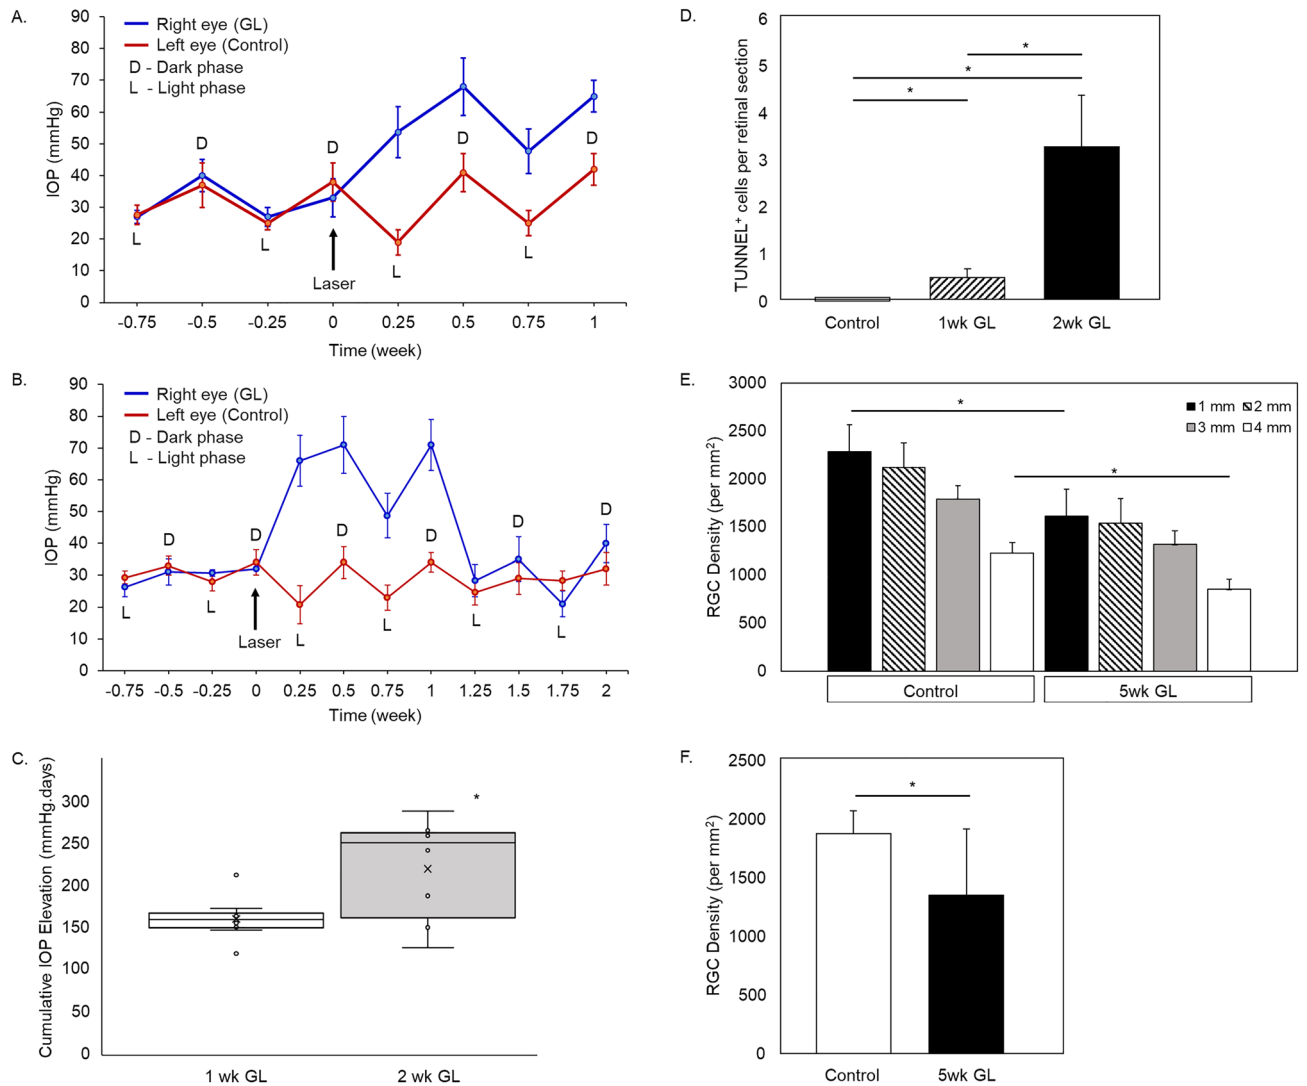 A.
Right eye (GL)
Left eye (Control)
D - Dark phase
L - Light phase
IOP (mmHg)
90
80
70
60
50
40
30
20
10
0
D
D
D
D
L
L
L
L
Laser
-0.75 -0.5 -0.25 0 0.25 0.5 0.75 1
Time (week)
B.
Right eye (GL)
Left eye (Control)
D - Dark phase
L - Light phase
IOP (mmHg)
90
80
70
60
50
40
30
20
10
0
D
D
D
D
D
D
L
L
L
L
L
L
Laser
-0.75 -0.5 -0.25 0 0.25 0.5 0.75 1 1.25 1.5 1.75 2
Time (week)
C.
Cumulative IOP Elevation (mmHg.days)
300
250
200
150
100
50
0
*
1 wk GL 2 wk GL
D.
TUNNEL+ cells per retinal section
6
5
4
3
2
1
0
*
*
*
Control 1wk GL 2wk GL
E.
RGC Density (per mm2)
3000
2500
2000
1500
1000
500
0
1 mm 2 mm
3 mm 4 mm
*
*
Control 5wk GL
F.
RGC Density (per mm2)
2500
2000
1500
1000
500
0
*
Control 5wk GL